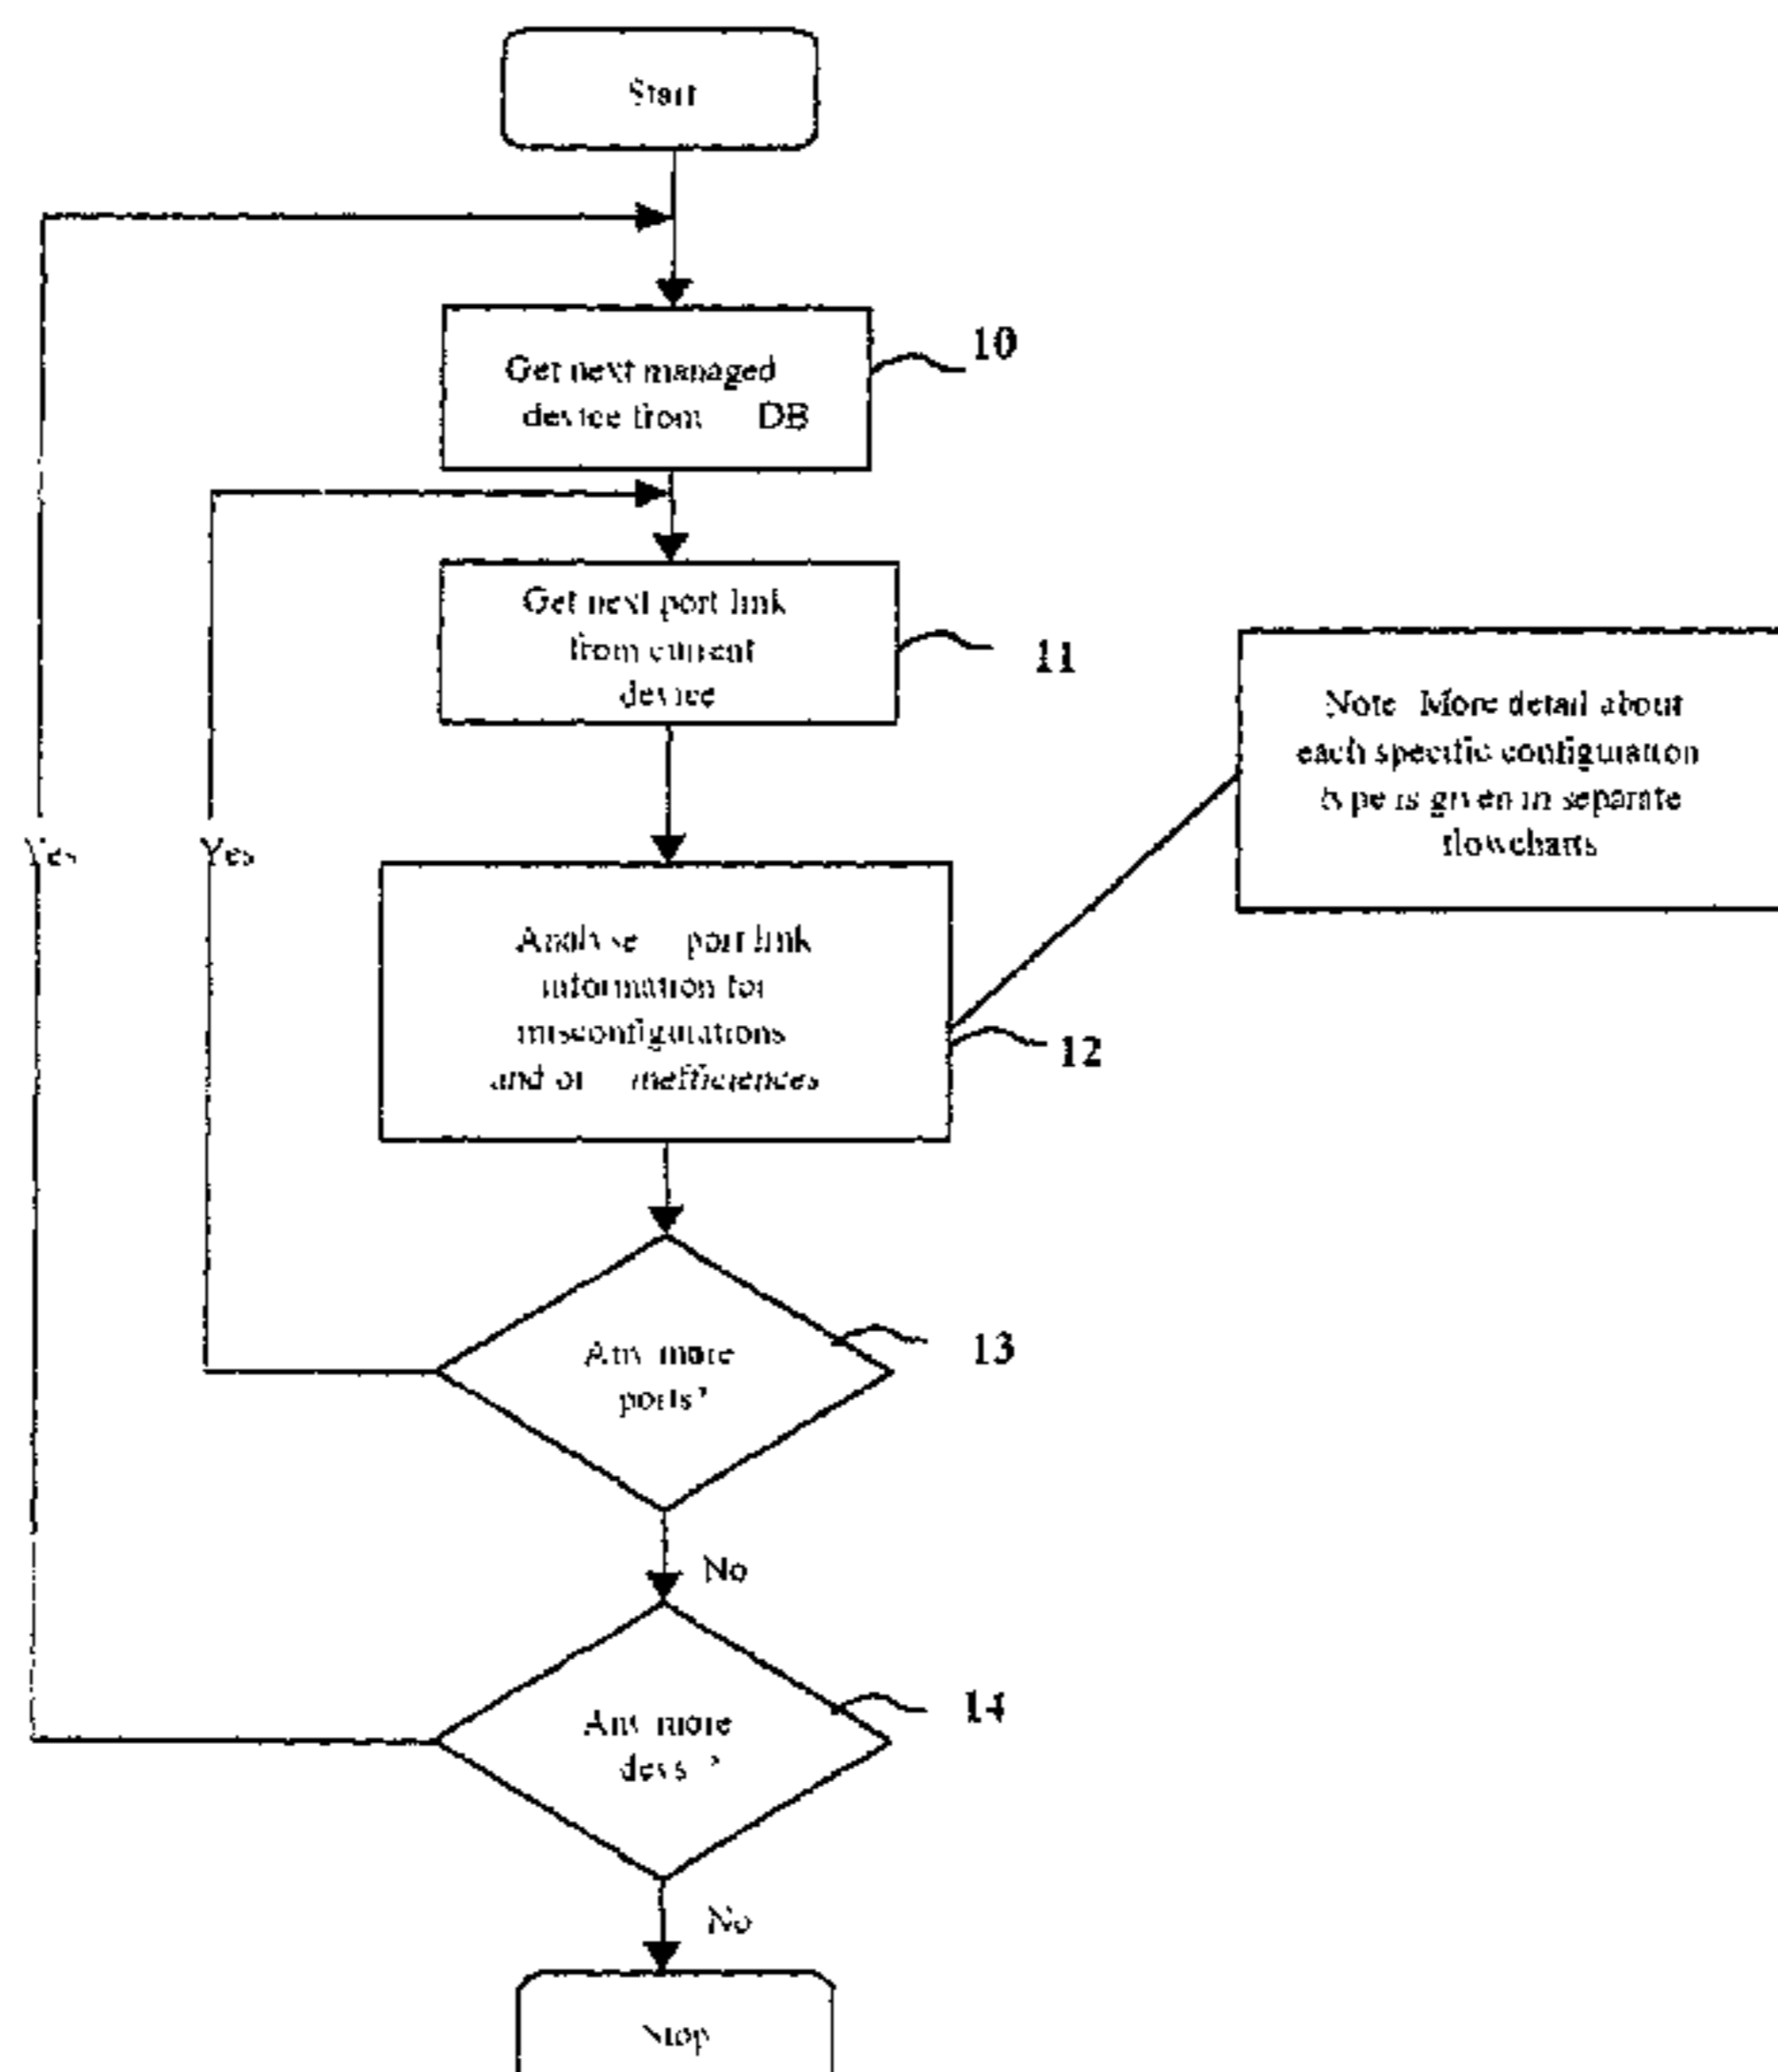 Start
Get next managed
device from DB
10
Get next port link
from current
device
11
Note More detail about
each specific configuration
type is given in separate
flowcharts
Yes
Yes
Analyse port link
information for
misconfigurations
and or inefficiences
12
Any more
ports?
13
No
Any more
devs ?
14
No
Stop